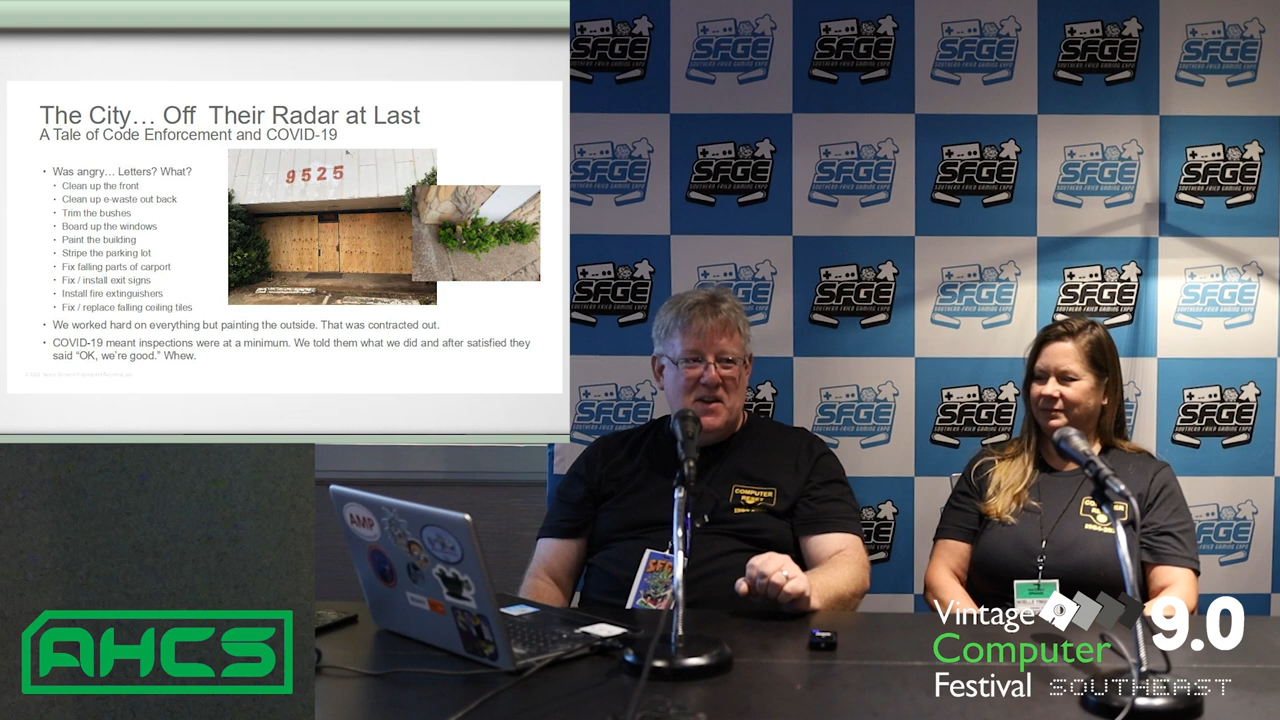 The City… Off Their Radar at Last
A Tale of Code Enforcement and COVID-19
• Was angry… Letters? What?
• Clean up the front
• Clean up e-waste out back
• Trim the bushes
• Board up the windows
• Paint the building
• Stripe the parking lot
• Fix falling parts of carport
• Fix / install exit signs
• Install fire extinguishers
• Fix / replace falling ceiling tiles
• We worked hard on everything but painting the outside. That was contracted out.
• COVID-19 meant inspections were at a minimum. We told them what we did and after satisfied they
said “OK, we’re good.” Whew.
9525
SFGE
SOUTHERN-FRIED GAMING EXPO
AMP
COMPUTER
RESET
SFGE
COMPUTER
AHCS
Vintage
Computer
Festival
9.0
SOUTHEAST